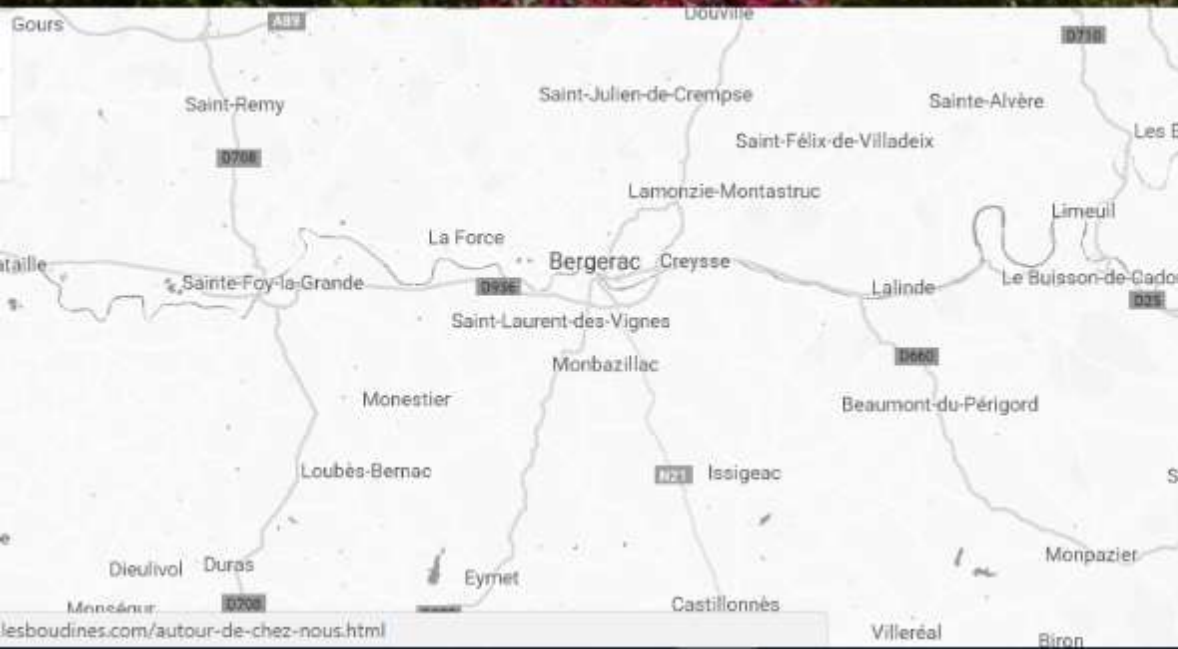 Gours
A89
Douville
D710
Saint-Remy
Saint-Julien-de-Crempse
Sainte-Alvère
D708
Saint-Félix-de-Villadeix
Les E
Lamonzie-Montastruc
Limeuil
La Force
Bergerac
Creysse
ataille
Sainte-Foy-la-Grande
D936
Lalinde
Le Buisson-de-Cador
D25
Saint-Laurent-des-Vignes
D660
Monbazillac
Monestier
Beaumont-du-Périgord
Loubès-Bernac
N21
Issigeac
S
e
Dieulivol
Duras
Eymet
Monpazier
Monségur
D708
Castillonnès
lesboudines.com/autour-de-chez-nous.html
Villeréal
Biron